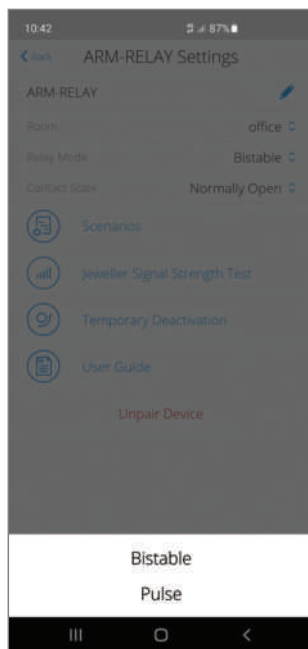 10:42 87%
Back ARM-RELAY Settings
ARM-RELAY
Room office
Relay Mode Bistable
Contact State Normally Open
Scenarios
Jeweller Signal Strength Test
Temporary Deactivation
User Guide
Unpair Device
Bistable
Pulse